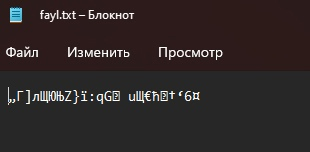 fayl.txt – Блокнот
Файл Изменить Просмотр
„Г]лЩЮЊZ}ї:qG uЩ€ћ†‘6¤